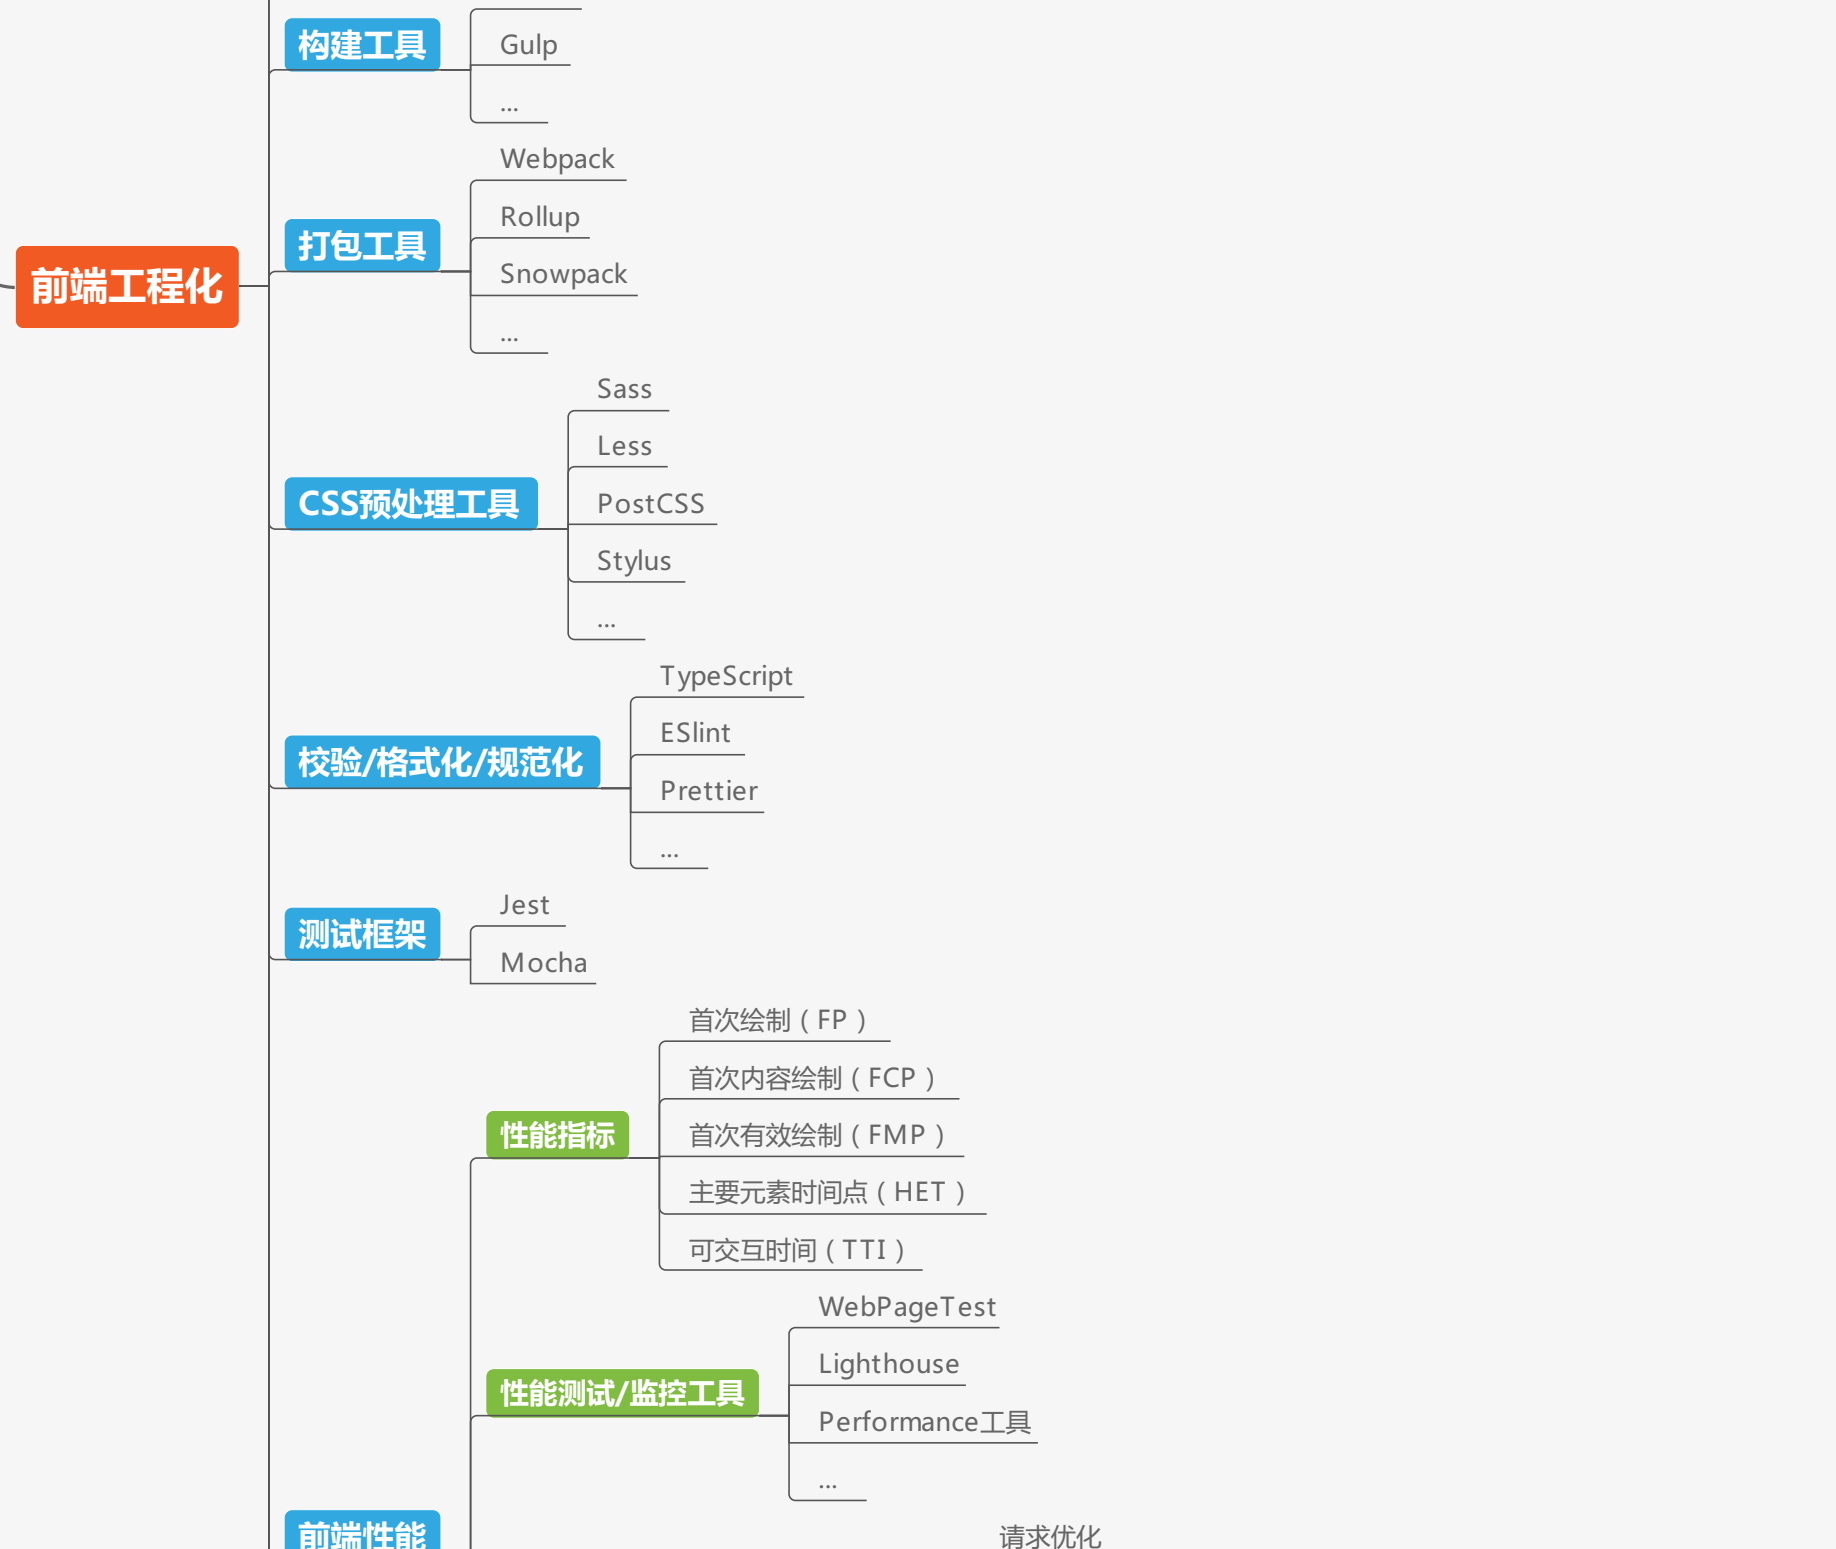 前端工程化
构建工具
Gulp
...
打包工具
Webpack
Rollup
Snowpack
...
CSS预处理工具
Sass
Less
PostCSS
Stylus
...
校验/格式化/规范化
TypeScript
ESlint
Prettier
...
测试框架
Jest
Mocha
前端性能
性能指标
首次绘制（FP）
首次内容绘制（FCP）
首次有效绘制（FMP）
主要元素时间点（HET）
可交互时间（TTI）
性能测试/监控工具
WebPageTest
Lighthouse
Performance工具
...
请求优化